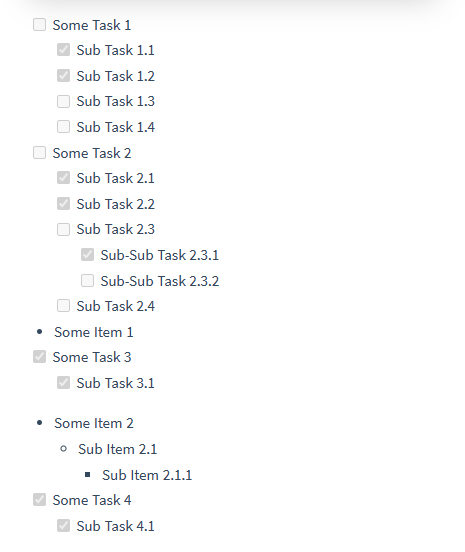 Some Task 1
Sub Task 1.1
Sub Task 1.2
Sub Task 1.3
Sub Task 1.4
Some Task 2
Sub Task 2.1
Sub Task 2.2
Sub Task 2.3
Sub-Sub Task 2.3.1
Sub-Sub Task 2.3.2
Sub Task 2.4
Some Item 1
Some Task 3
Sub Task 3.1
Some Item 2
Sub Item 2.1
Sub Item 2.1.1
Some Task 4
Sub Task 4.1